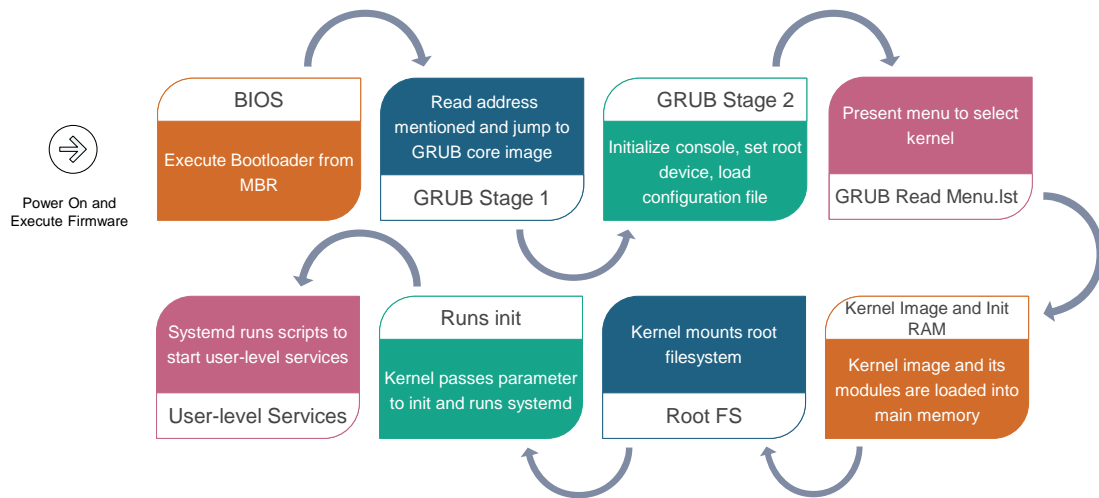 Power On and
Execute Firmware
BIOS
Execute Bootloader from
MBR
Read address
mentioned and jump to
GRUB core image
GRUB Stage 1
GRUB Stage 2
Initialize console, set root
device, load
configuration file
Present menu to select
kernel
GRUB Read Menu.lst
Kernel Image and Init
RAM
Kernel image and its
modules are loaded into
main memory
Kernel mounts root
filesystem
Root FS
Runs init
Kernel passes parameter
to init and runs systemd
Systemd runs scripts to
start user-level services
User-level Services